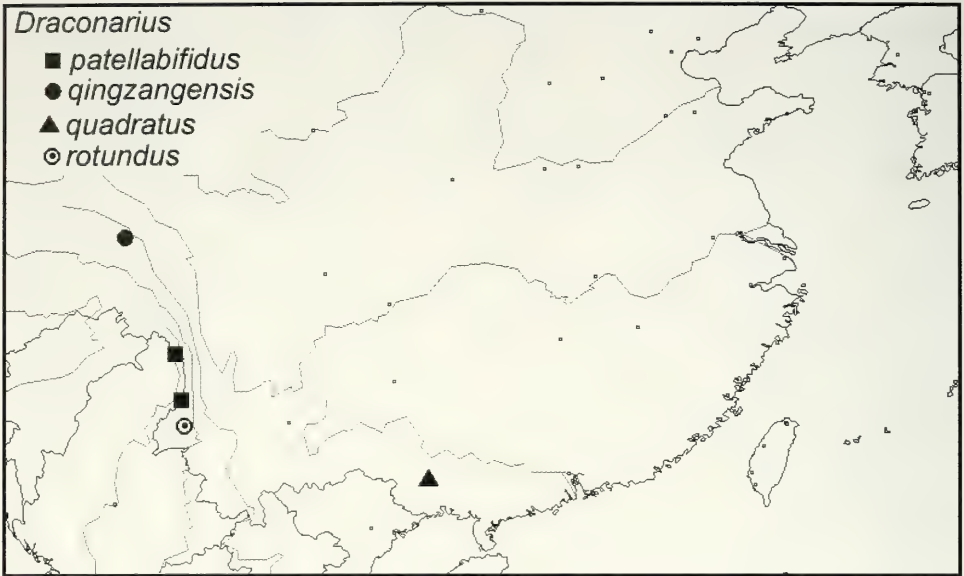 Draconarius
patellabifidus
qingzangensis
quadratus
rotundus